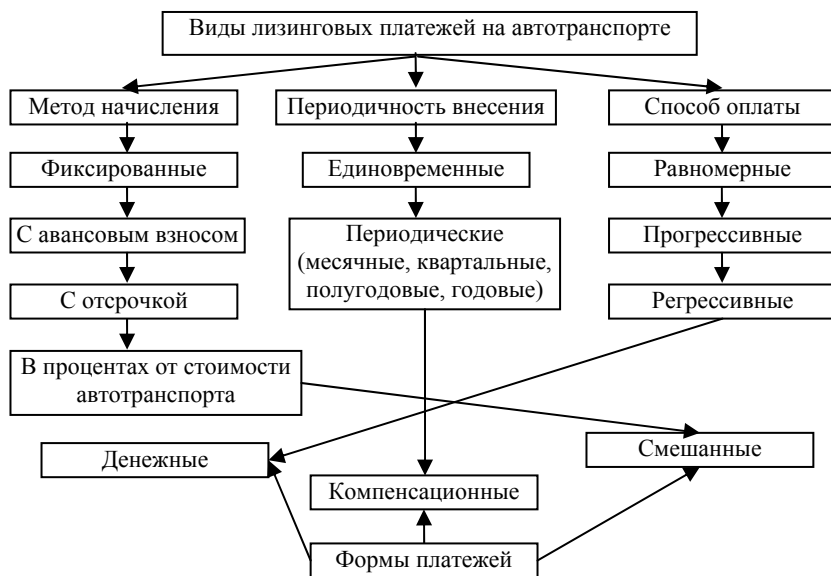 Виды лизинговых платежей на автотранспорте
Метод начисления
Периодичность внесения
Способ оплаты
Фиксированные
Единовременные
Равномерные
С авансовым взносом
Периодические
(месячные, квартальные,
полугодовые, годовые)
Прогрессивные
С отсрочкой
Регрессивные
В процентах от стоимости
автотранспорта
Денежные
Смешанные
Компенсационные
Формы платежей